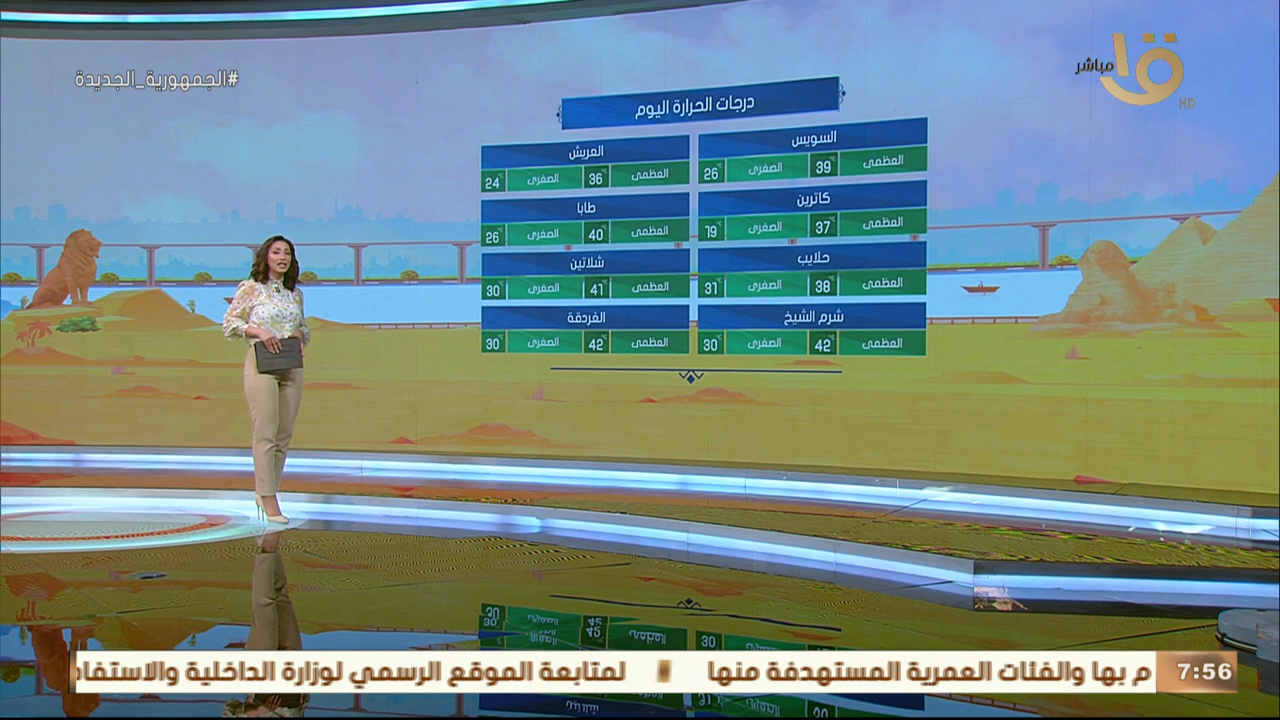 #الجمهورية_الجديدة
مباشر
HD
درجات الحرارة اليوم
السويس
العظمى 39°c الصغرى 26°c
العريش
العظمى 36°c الصغرى 24°c
كاترين
العظمى 37°c الصغرى 19°c
طابا
العظمى 40°c الصغرى 26°c
حلايب
العظمى 38°c الصغرى 31°c
شلاتين
العظمى 41°c الصغرى 30°c
شرم الشيخ
العظمى 42°c الصغرى 30°c
الغردقة
العظمى 42°c الصغرى 30°c
7:56
م بها والفئات العمرية المستهدفة منها لمتابعة الموقع الرسمي لوزارة الداخلية والاستفاد